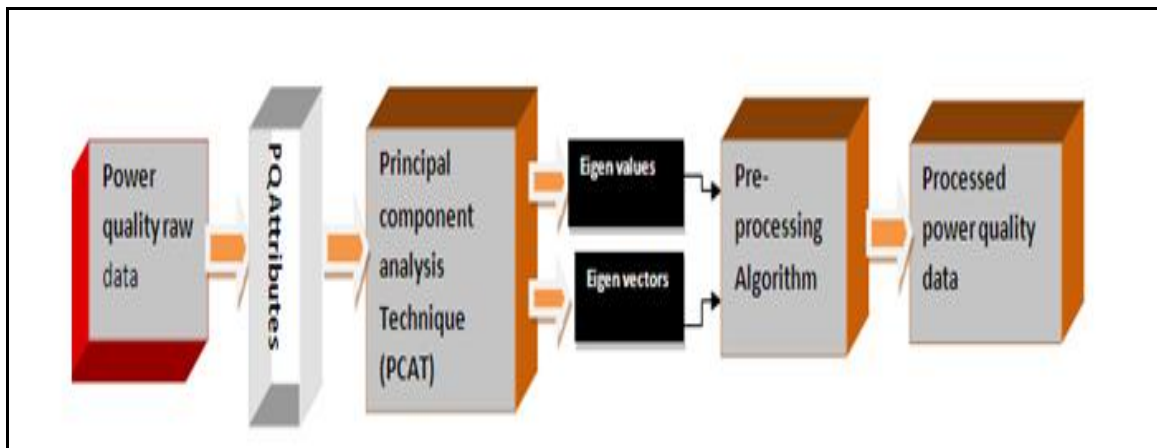 Power
quality raw
data
PQ Attributes
Principal
component
analysis
Technique
(PCAT)
Eigen values
Eigen vectors
Pre-
processing
Algorithm
Processed
power quality
data